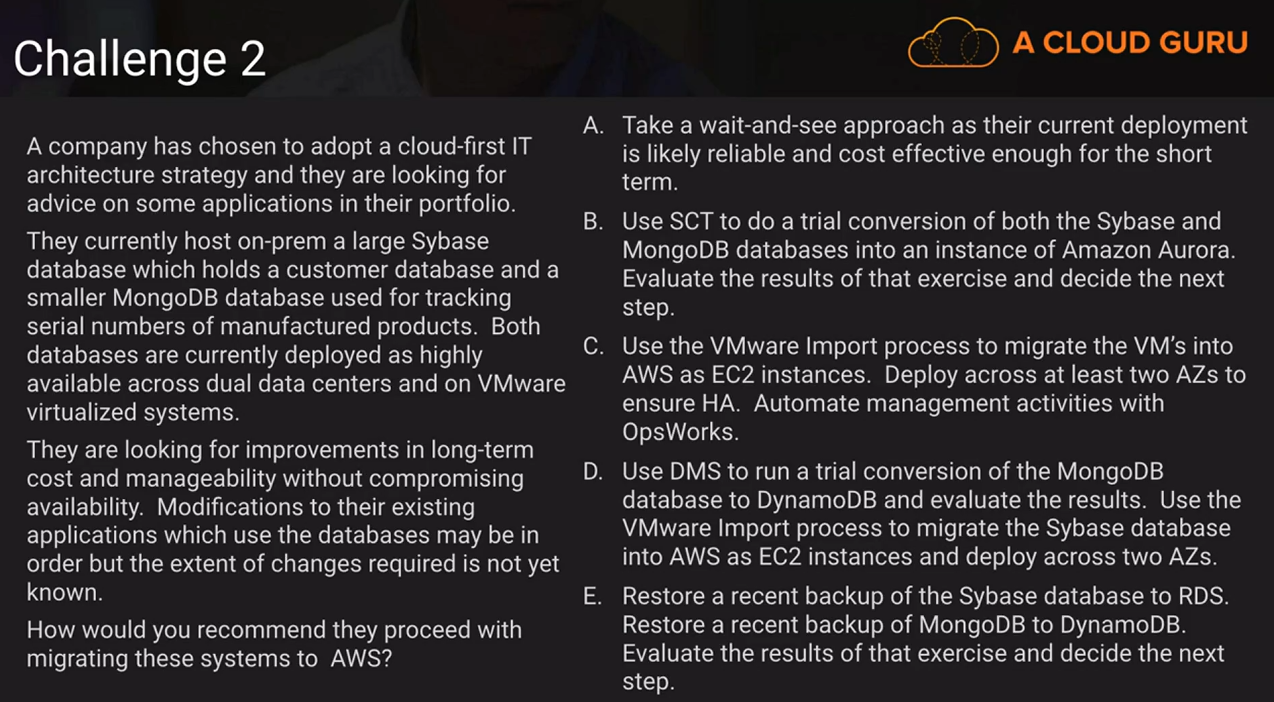 Challenge 2
A CLOUD GURU
A company has chosen to adopt a cloud-first IT
architecture strategy and they are looking for
advice on some applications in their portfolio.
They currently host on-prem a large Sybase
database which holds a customer database and a
smaller MongoDB database used for tracking
serial numbers of manufactured products.  Both
databases are currently deployed as highly
available across dual data centers and on VMware
virtualized systems.
They are looking for improvements in long-term
cost and manageability without compromising
availability.  Modifications to their existing
applications which use the databases may be in
order but the extent of changes required is not yet
known.
How would you recommend they proceed with
migrating these systems to  AWS?
A. Take a wait-and-see approach as their current deployment
is likely reliable and cost effective enough for the short
term.
B. Use SCT to do a trial conversion of both the Sybase and
MongoDB databases into an instance of Amazon Aurora.
Evaluate the results of that exercise and decide the next
step.
C. Use the VMware Import process to migrate the VM's into
AWS as EC2 instances.  Deploy across at least two AZs to
ensure HA.  Automate management activities with
OpsWorks.
D. Use DMS to run a trial conversion of the MongoDB
database to DynamoDB and evaluate the results.  Use the
VMware Import process to migrate the Sybase database
into AWS as EC2 instances and deploy across two AZs.
E. Restore a recent backup of the Sybase database to RDS.
Restore a recent backup of MongoDB to DynamoDB.
Evaluate the results of that exercise and decide the next
step.